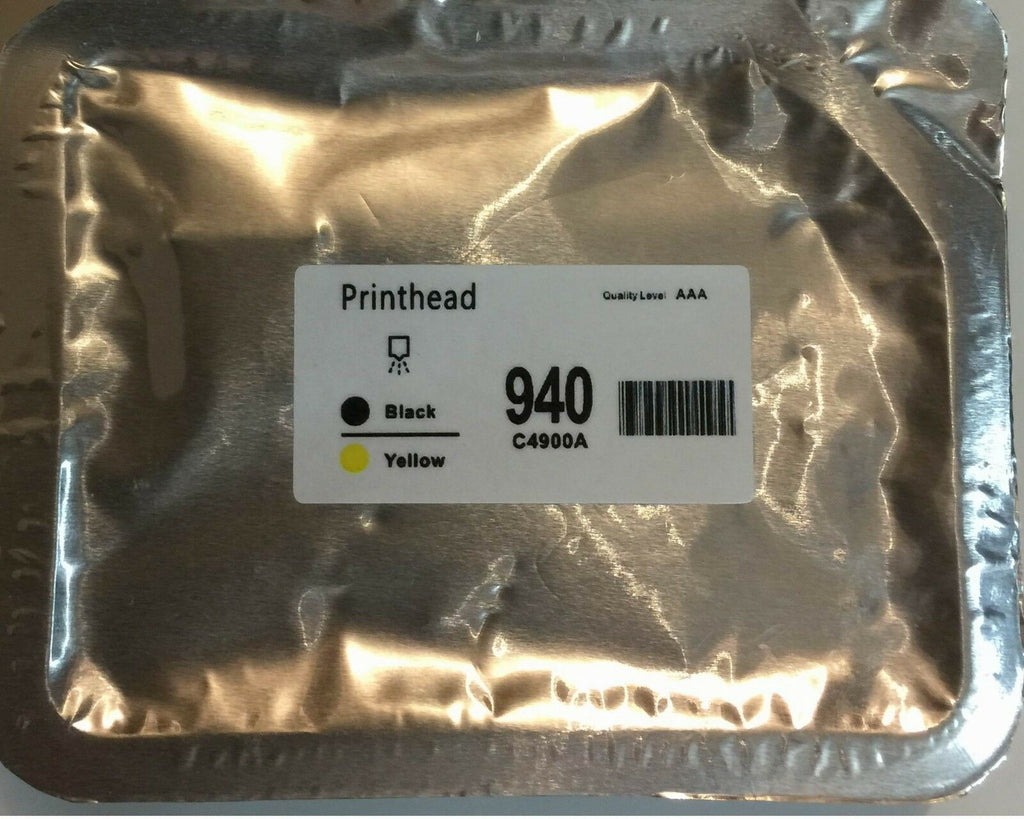 Printhead
Quality Level AAA
Black
Yellow
940
C4900A